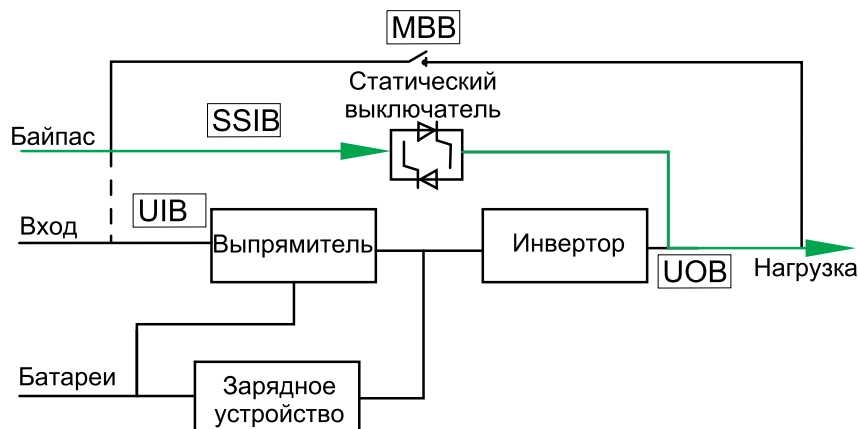 MBB
Статический
выключатель
SSIB
Байпас
UIB
Вход
Выпрямитель
Инвертор
UOB
Нагрузка
Батареи
Зарядное
устройство